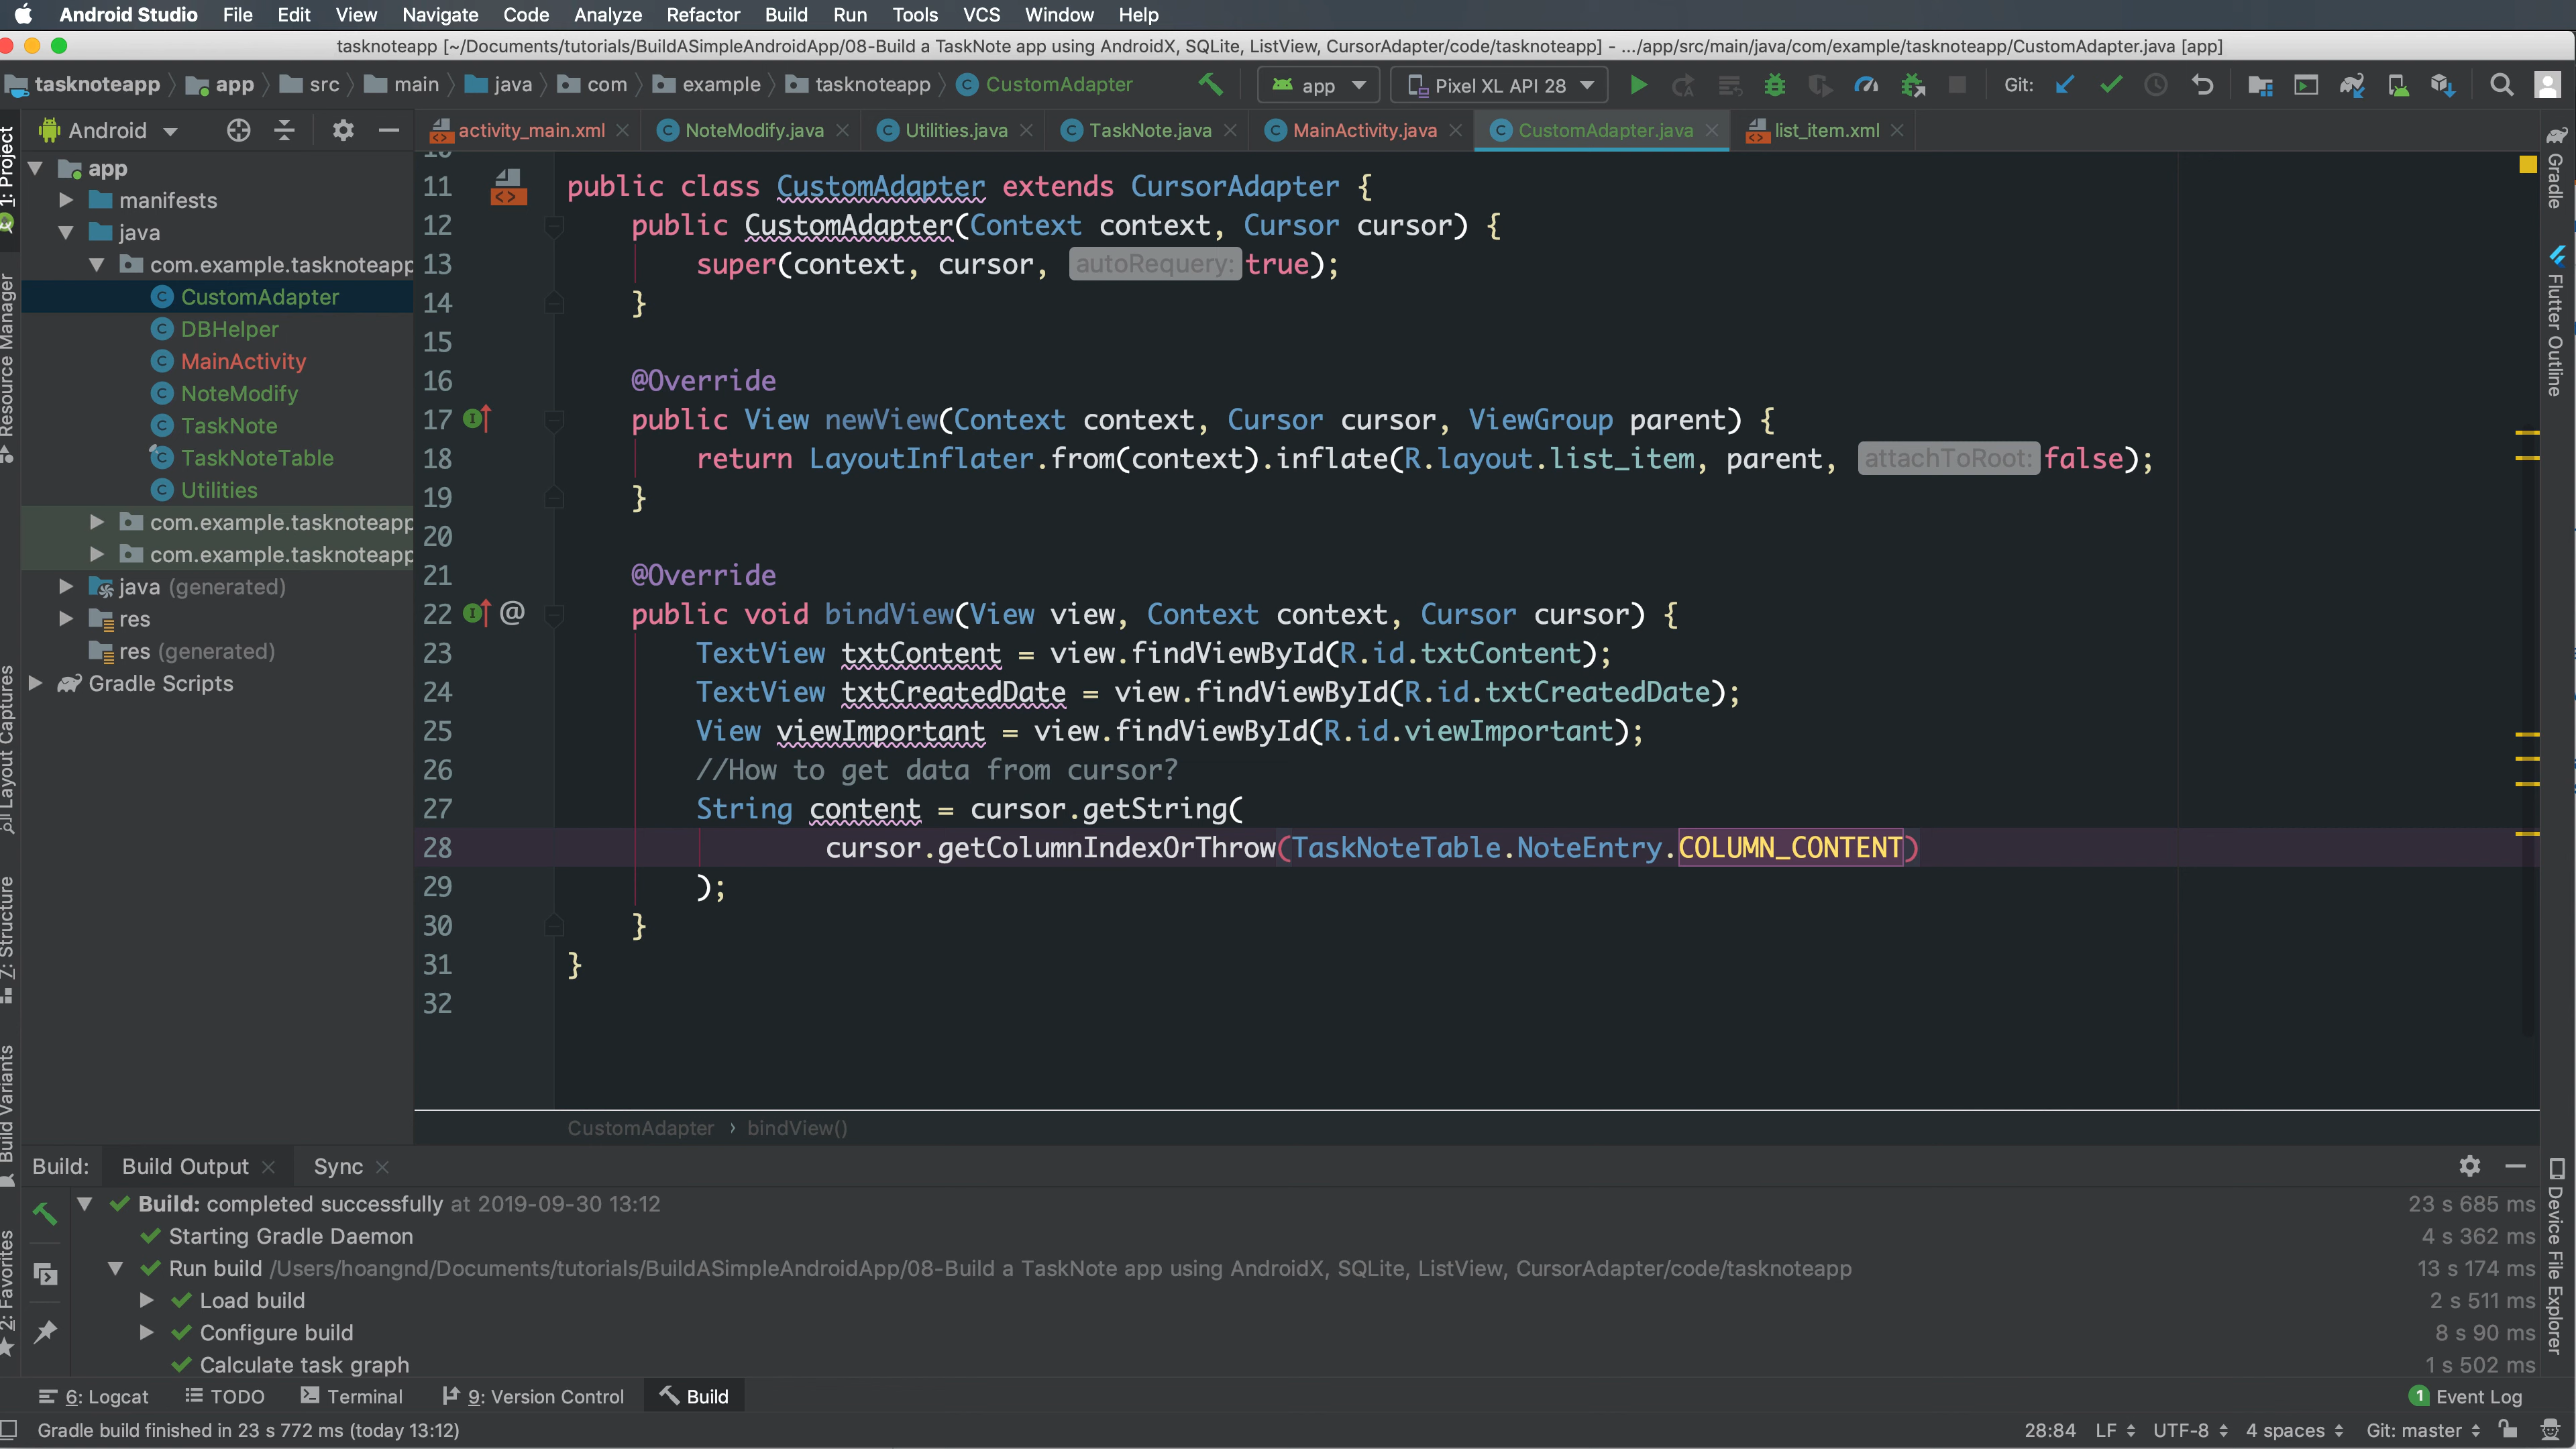 Android Studio File Edit View Navigate Code Analyze Refactor Build Run Tools VCS Window Help
tasknoteapp [~/Documents/tutorials/BuildASimpleAndroidApp/08-Build a TaskNote app using AndroidX, SQLite, ListView, CursorAdapter/code/tasknoteapp] - .../app/src/main/java/com/example/tasknoteapp/CustomAdapter.java [app]
tasknoteapp app src main java com example tasknoteapp CustomAdapter app Pixel XL API 28 Git:
Android
activity_main.xml NoteModify.java Utilities.java TaskNote.java MainActivity.java CustomAdapter.java list_item.xml
1: Project
Resource Manager
Layout Captures
7: Structure
Build Variants
2: Favorites
app
manifests
java
com.example.tasknoteapp
CustomAdapter
DBHelper
MainActivity
NoteModify
TaskNote
TaskNoteTable
Utilities
com.example.tasknoteapp
com.example.tasknoteapp
java (generated)
res
res (generated)
Gradle Scripts
11 public class CustomAdapter extends CursorAdapter {
12 public CustomAdapter(Context context, Cursor cursor) {
13 super(context, cursor, autoRequery: true);
14 }
15
16 @Override
17 public View newView(Context context, Cursor cursor, ViewGroup parent) {
18 return LayoutInflater.from(context).inflate(R.layout.list_item, parent, attachToRoot: false);
19 }
20
21 @Override
22 @ public void bindView(View view, Context context, Cursor cursor) {
23 TextView txtContent = view.findViewById(R.id.txtContent);
24 TextView txtCreatedDate = view.findViewById(R.id.txtCreatedDate);
25 View viewImportant = view.findViewById(R.id.viewImportant);
26 //How to get data from cursor?
27 String content = cursor.getString(
28 cursor.getColumnIndexOrThrow(TaskNoteTable.NoteEntry.COLUMN_CONTENT)
29 );
30 }
31 }
32
CustomAdapter › bindView()
Gradle
Flutter Outline
Device File Explorer
Build: Build Output Sync
Build: completed successfully at 2019-09-30 13:12 23 s 685 ms
Starting Gradle Daemon 4 s 362 ms
Run build /Users/hoangnd/Documents/tutorials/BuildASimpleAndroidApp/08-Build a TaskNote app using AndroidX, SQLite, ListView, CursorAdapter/code/tasknoteapp 13 s 174 ms
Load build 2 s 511 ms
Configure build 8 s 90 ms
Calculate task graph 1 s 502 ms
6: Logcat TODO Terminal 9: Version Control Build 1 Event Log
Gradle build finished in 23 s 772 ms (today 13:12) 28:84 LF UTF-8 4 spaces Git: master